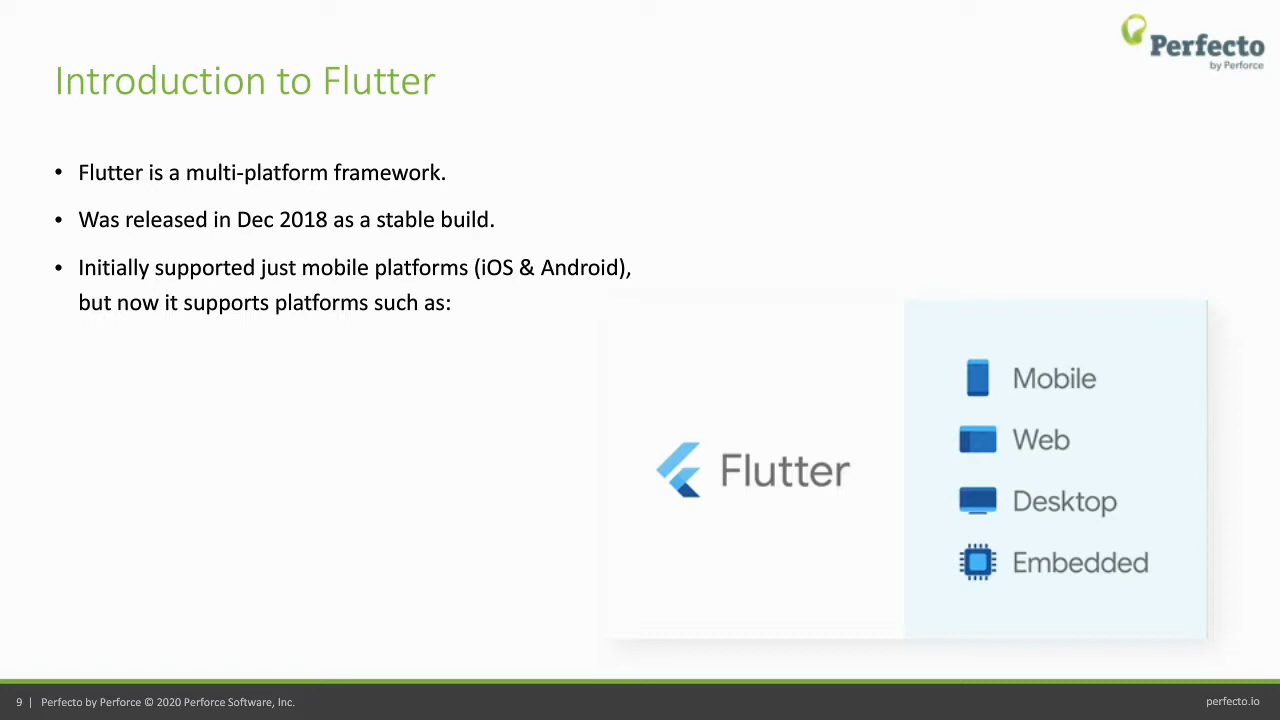 Perfecto
by Perforce
Introduction to Flutter
• Flutter is a multi-platform framework.
• Was released in Dec 2018 as a stable build.
• Initially supported just mobile platforms (iOS & Android),
but now it supports platforms such as:
Flutter
Mobile
Web
Desktop
Embedded
9 | Perfecto by Perforce © 2020 Perforce Software, Inc.
perfecto.io